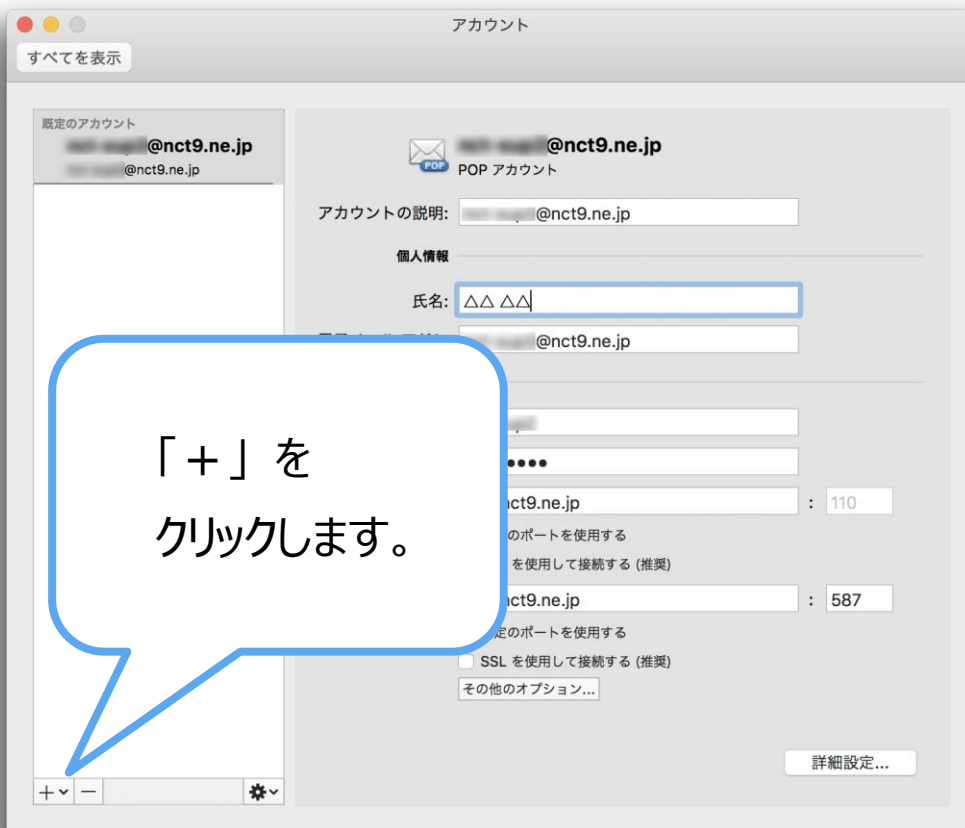 アカウント
すべてを表示
既定のアカウント
@nct9.ne.jp
@nct9.ne.jp
@nct9.ne.jp
POP
POP アカウント
アカウントの説明: @nct9.ne.jp
個人情報
氏名: △△ △△
@nct9.ne.jp
「+」を
クリックします。
••••
ct9.ne.jp : 110
のポートを使用する
を使用して接続する (推奨)
ct9.ne.jp : 587
定のポートを使用する
SSL を使用して接続する (推奨)
その他のオプション...
詳細設定...